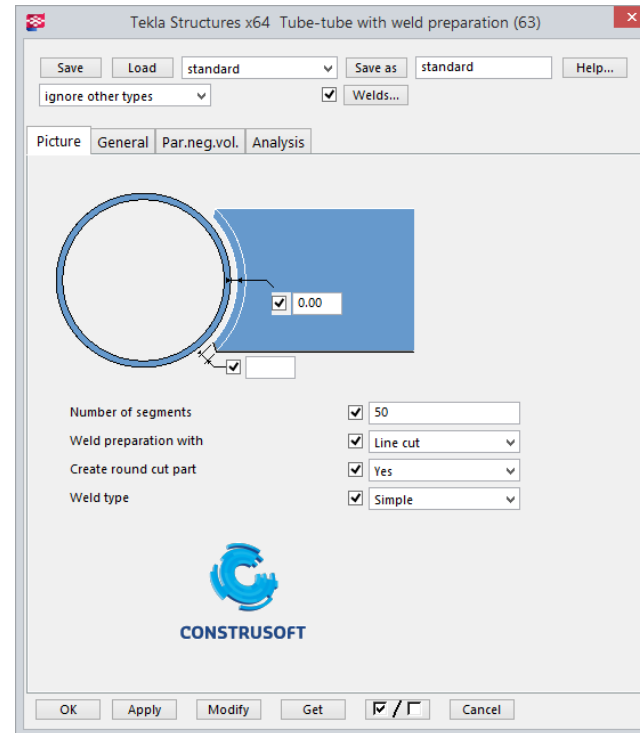 Tekla Structures x64 Tube-tube with weld preparation (63)
Save Load standard Save as standard Help...
ignore other types Welds...
Picture General Par.neg.vol. Analysis
0.00
Number of segments 50
Weld preparation with Line cut
Create round cut part Yes
Weld type Simple
CONSTRUSOFT
OK Apply Modify Get / Cancel